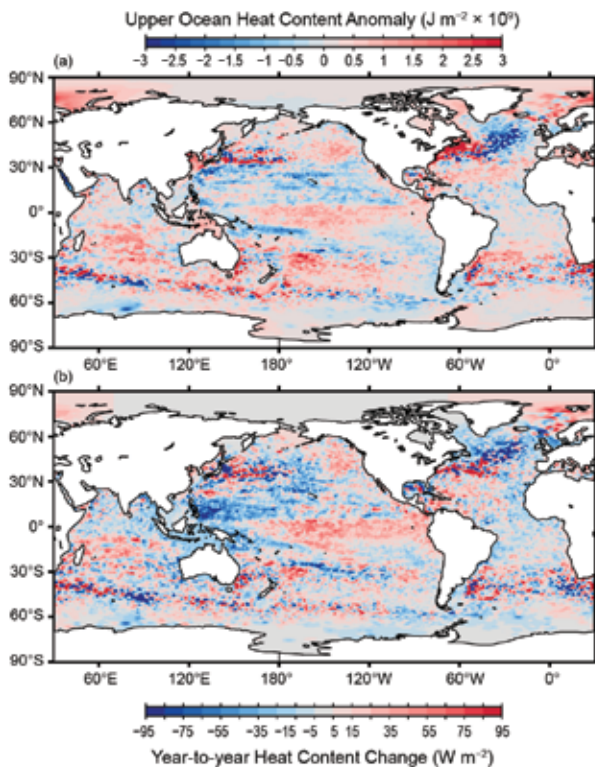 Upper Ocean Heat Content Anomaly (J m⁻² × 10⁹)
−3 −2.5 −2 −1.5 −1 −0.5 0 0.5 1 1.5 2 2.5 3
(a)
90°N
60°N
30°N
0°
30°S
60°S
90°S
60°E 120°E 180° 120°W 60°W 0°
(b)
90°N
60°N
30°N
0°
30°S
60°S
90°S
60°E 120°E 180° 120°W 60°W 0°
−95 −75 −55 −35 −15 5 15 35 55 75 95
Year-to-year Heat Content Change (W m⁻²)